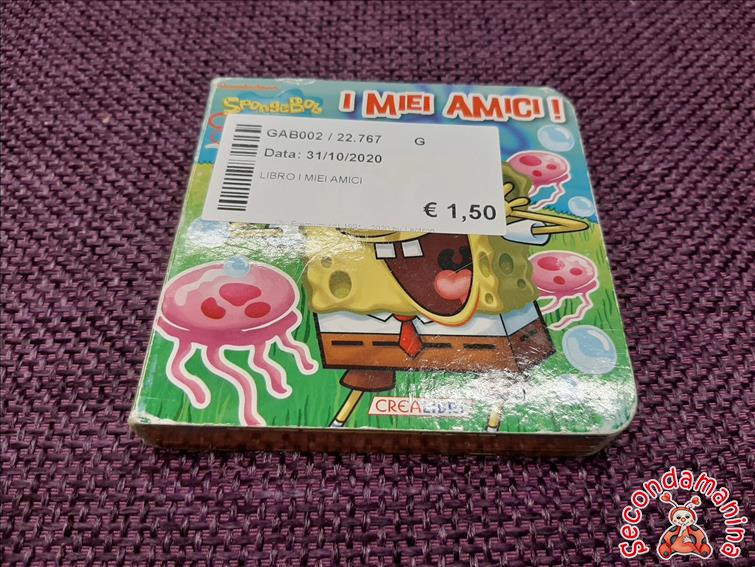 nickelodeon
SpongeBob
I MIEI AMICI !
GAB002 / 22.767 G
Data: 31/10/2020
LIBRO I MIEI AMICI
€ 1,50
CREALIBRI
Secondamanina